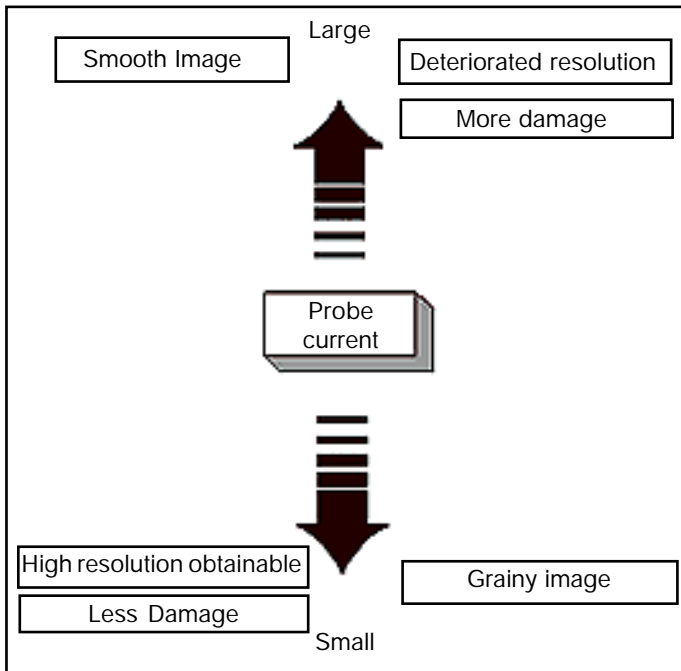 Large
Smooth Image
Deteriorated resolution
More damage
Probe
current
High resolution obtainable
Less Damage
Grainy image
Small